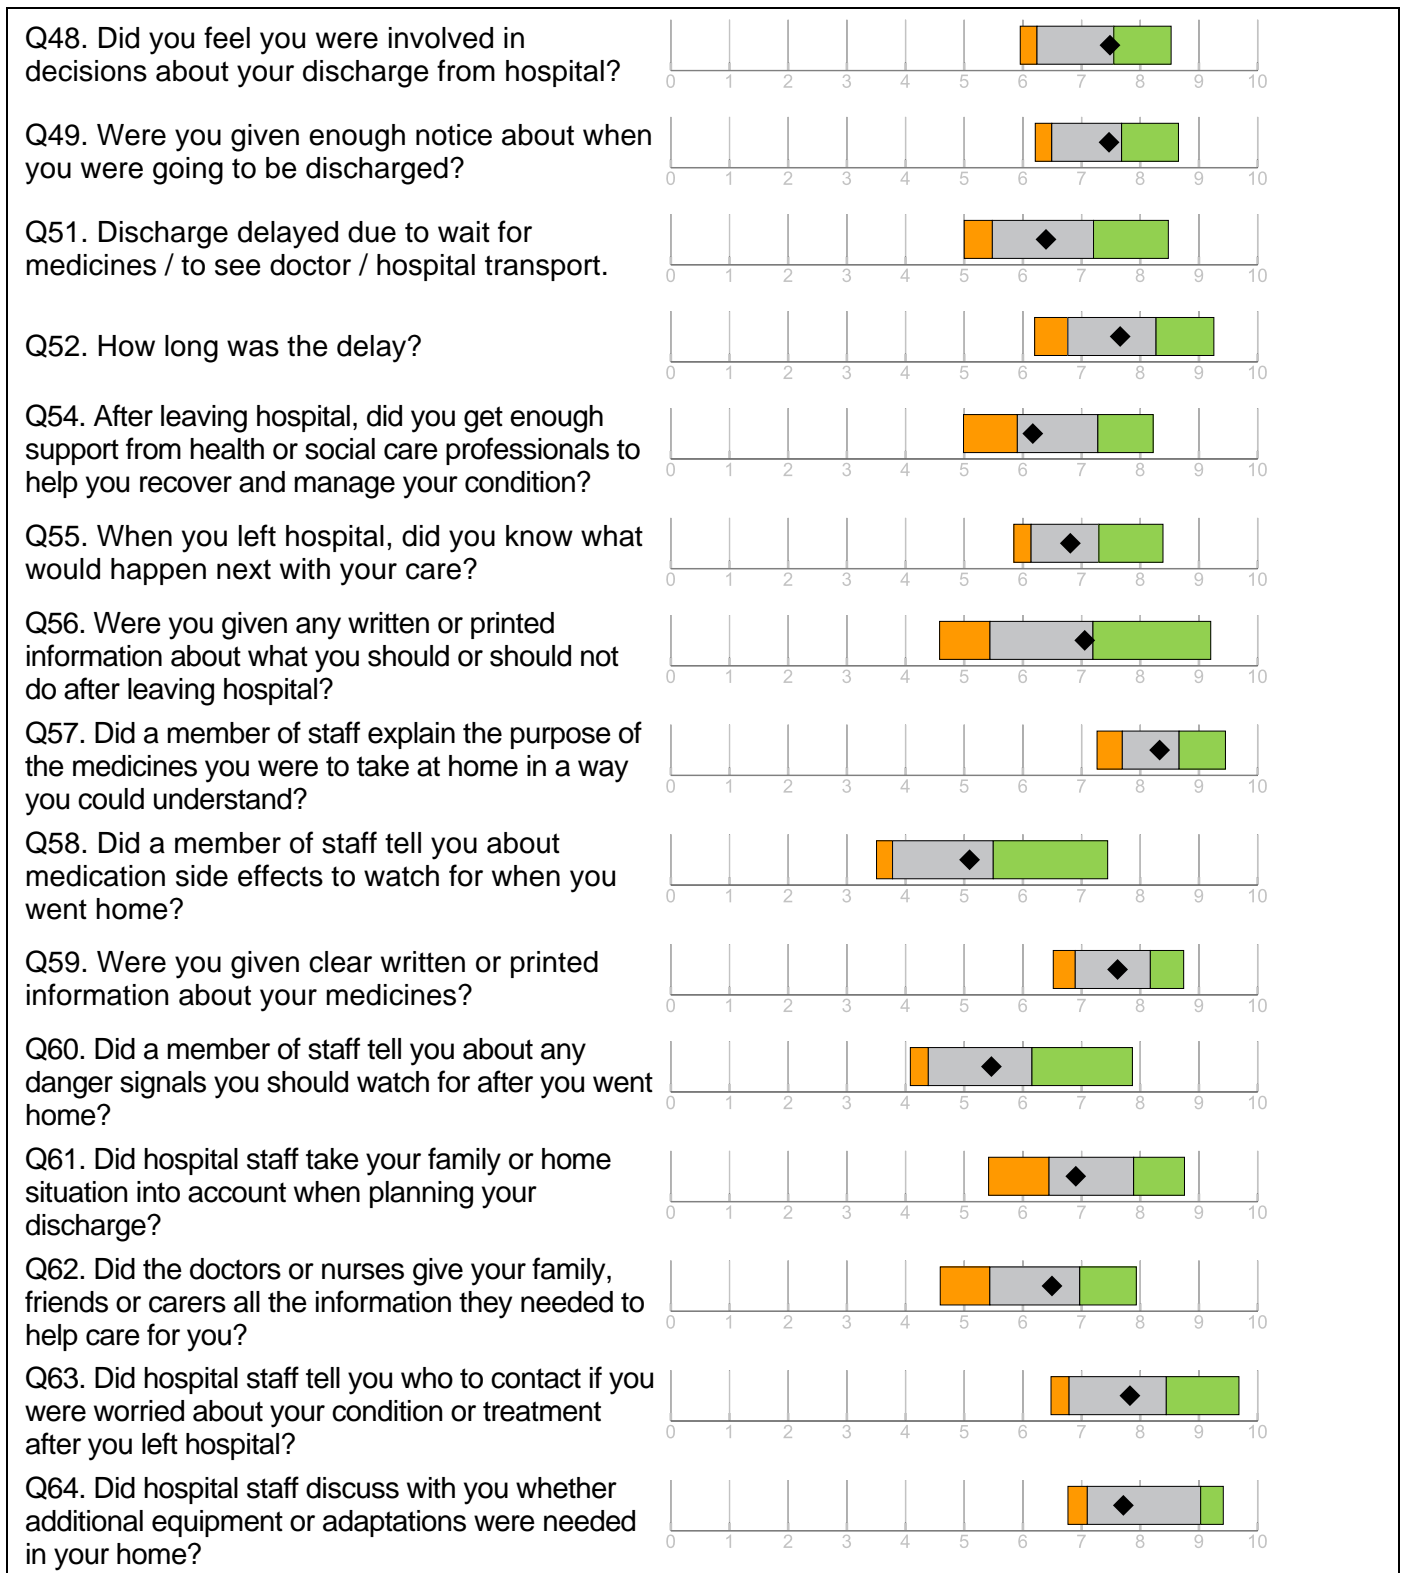 Q48. Did you feel you were involved in
decisions about your discharge from hospital?
0 1 2 3 4 5 6 7 8 9 10
Q49. Were you given enough notice about when
you were going to be discharged?
0 1 2 3 4 5 6 7 8 9 10
Q51. Discharge delayed due to wait for
medicines / to see doctor / hospital transport.
0 1 2 3 4 5 6 7 8 9 10
Q52. How long was the delay?
0 1 2 3 4 5 6 7 8 9 10
Q54. After leaving hospital, did you get enough
support from health or social care professionals to
help you recover and manage your condition?
0 1 2 3 4 5 6 7 8 9 10
Q55. When you left hospital, did you know what
would happen next with your care?
0 1 2 3 4 5 6 7 8 9 10
Q56. Were you given any written or printed
information about what you should or should not
do after leaving hospital?
0 1 2 3 4 5 6 7 8 9 10
Q57. Did a member of staff explain the purpose of
the medicines you were to take at home in a way
you could understand?
0 1 2 3 4 5 6 7 8 9 10
Q58. Did a member of staff tell you about
medication side effects to watch for when you
went home?
0 1 2 3 4 5 6 7 8 9 10
Q59. Were you given clear written or printed
information about your medicines?
0 1 2 3 4 5 6 7 8 9 10
Q60. Did a member of staff tell you about any
danger signals you should watch for after you went
home?
0 1 2 3 4 5 6 7 8 9 10
Q61. Did hospital staff take your family or home
situation into account when planning your
discharge?
0 1 2 3 4 5 6 7 8 9 10
Q62. Did the doctors or nurses give your family,
friends or carers all the information they needed to
help care for you?
0 1 2 3 4 5 6 7 8 9 10
Q63. Did hospital staff tell you who to contact if you
were worried about your condition or treatment
after you left hospital?
0 1 2 3 4 5 6 7 8 9 10
Q64. Did hospital staff discuss with you whether
additional equipment or adaptations were needed
in your home?
0 1 2 3 4 5 6 7 8 9 10